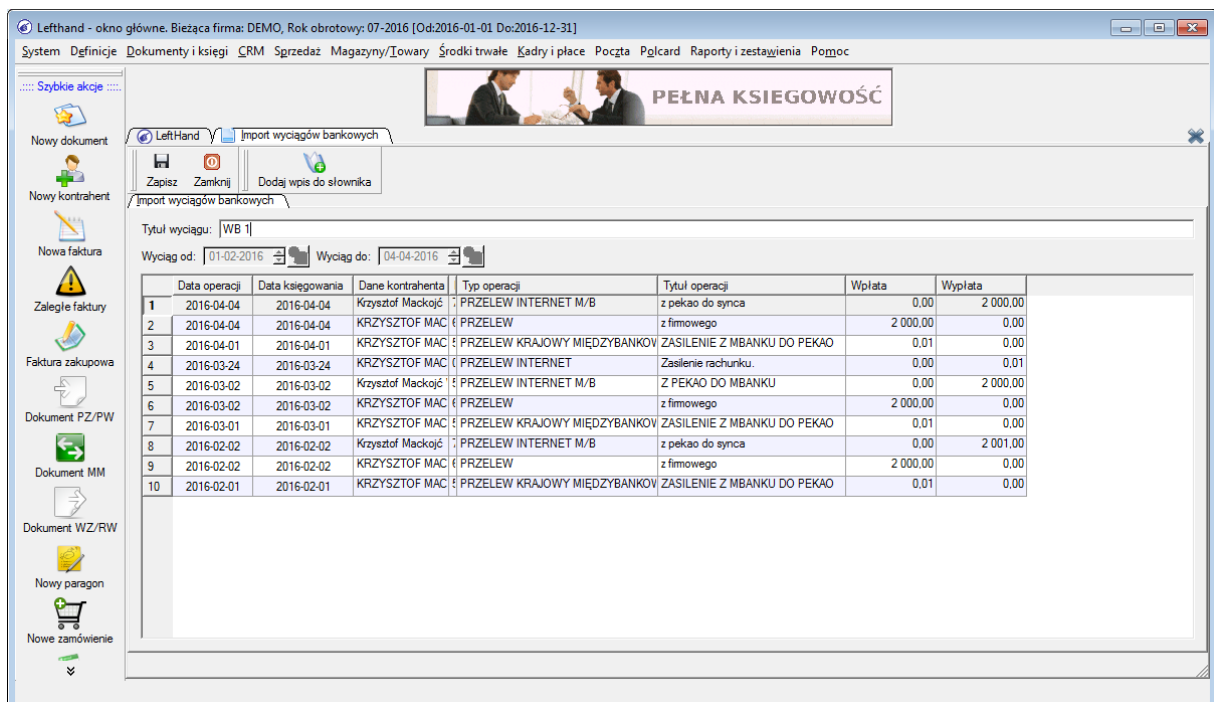 Lefthand - okno główne. Bieżąca firma: DEMO, Rok obrotowy: 07-2016 [Od:2016-01-01 Do:2016-12-31]
System Definicje Dokumenty i księgi CRM Sprzedaż Magazyny/Towary Środki trwałe Kadry i płace Poczta Polcard Raporty i zestawienia Pomoc
:::: Szybkie akcje ::::
Nowy dokument
Nowy kontrahent
Nowa faktura
Zaległe faktury
Faktura zakupowa
Dokument PZ/PW
Dokument MM
Dokument WZ/RW
Nowy paragon
Nowe zamówienie
PEŁNA KSIEGOWOŚĆ
LeftHand Import wyciągów bankowych
Zapisz Zamknij Dodaj wpis do słownika
Import wyciągów bankowych
Tytuł wyciągu: WB 1
Wyciąg od: 01-02-2016 Wyciąg do: 04-04-2016
Data operacji Data księgowania Dane kontrahenta Typ operacji Tytuł operacji Wpłata Wypłata
1 2016-04-04 2016-04-04 Krzysztof Mackojć PRZELEW INTERNET M/B z pekao do synca 0,00 2 000,00
2 2016-04-04 2016-04-04 KRZYSZTOF MAC PRZELEW z firmowego 2 000,00 0,00
3 2016-04-01 2016-04-01 KRZYSZTOF MAC PRZELEW KRAJOWY MIĘDZYBANKOW ZASILENIE Z MBANKU DO PEKAO 0,01 0,00
4 2016-03-24 2016-03-24 KRZYSZTOF MAC PRZELEW INTERNET Zasilenie rachunku. 0,00 0,01
5 2016-03-02 2016-03-02 Krzysztof Mackojć PRZELEW INTERNET M/B Z PEKAO DO MBANKU 0,00 2 000,00
6 2016-03-02 2016-03-02 KRZYSZTOF MAC PRZELEW z firmowego 2 000,00 0,00
7 2016-03-01 2016-03-01 KRZYSZTOF MAC PRZELEW KRAJOWY MIĘDZYBANKOW ZASILENIE Z MBANKU DO PEKAO 0,01 0,00
8 2016-02-02 2016-02-02 Krzysztof Mackojć PRZELEW INTERNET M/B z pekao do synca 0,00 2 001,00
9 2016-02-02 2016-02-02 KRZYSZTOF MAC PRZELEW z firmowego 2 000,00 0,00
10 2016-02-01 2016-02-01 KRZYSZTOF MAC PRZELEW KRAJOWY MIĘDZYBANKOW ZASILENIE Z MBANKU DO PEKAO 0,01 0,00